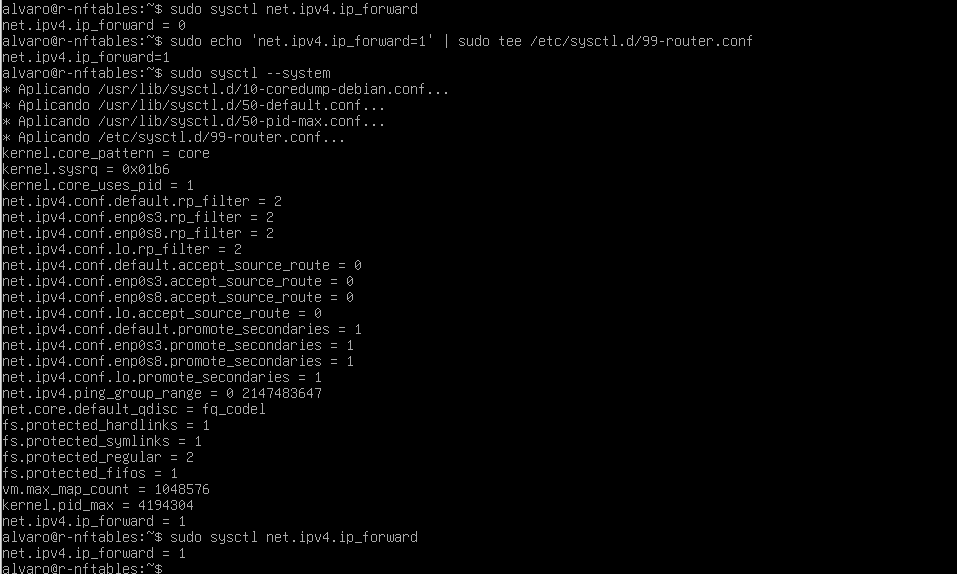 alvaro@r-nftables:~$ sudo sysctl net.ipv4.ip_forward
net.ipv4.ip_forward = 0
alvaro@r-nftables:~$ sudo echo 'net.ipv4.ip_forward=1' | sudo tee /etc/sysctl.d/99-router.conf
net.ipv4.ip_forward=1
alvaro@r-nftables:~$ sudo sysctl --system
* Aplicando /usr/lib/sysctl.d/10-coredump-debian.conf...
* Aplicando /usr/lib/sysctl.d/50-default.conf...
* Aplicando /usr/lib/sysctl.d/50-pid-max.conf...
* Aplicando /etc/sysctl.d/99-router.conf...
kernel.core_pattern = core
kernel.sysrq = 0x01b6
kernel.core_uses_pid = 1
net.ipv4.conf.default.rp_filter = 2
net.ipv4.conf.enp0s3.rp_filter = 2
net.ipv4.conf.enp0s8.rp_filter = 2
net.ipv4.conf.lo.rp_filter = 2
net.ipv4.conf.default.accept_source_route = 0
net.ipv4.conf.enp0s3.accept_source_route = 0
net.ipv4.conf.enp0s8.accept_source_route = 0
net.ipv4.conf.lo.accept_source_route = 0
net.ipv4.conf.default.promote_secondaries = 1
net.ipv4.conf.enp0s3.promote_secondaries = 1
net.ipv4.conf.enp0s8.promote_secondaries = 1
net.ipv4.conf.lo.promote_secondaries = 1
net.ipv4.ping_group_range = 0 2147483647
net.core.default_qdisc = fq_codel
fs.protected_hardlinks = 1
fs.protected_symlinks = 1
fs.protected_regular = 2
fs.protected_fifos = 1
vm.max_map_count = 1048576
kernel.pid_max = 4194304
net.ipv4.ip_forward = 1
alvaro@r-nftables:~$ sudo sysctl net.ipv4.ip_forward
net.ipv4.ip_forward = 1
alvaro@r-nftables:~$